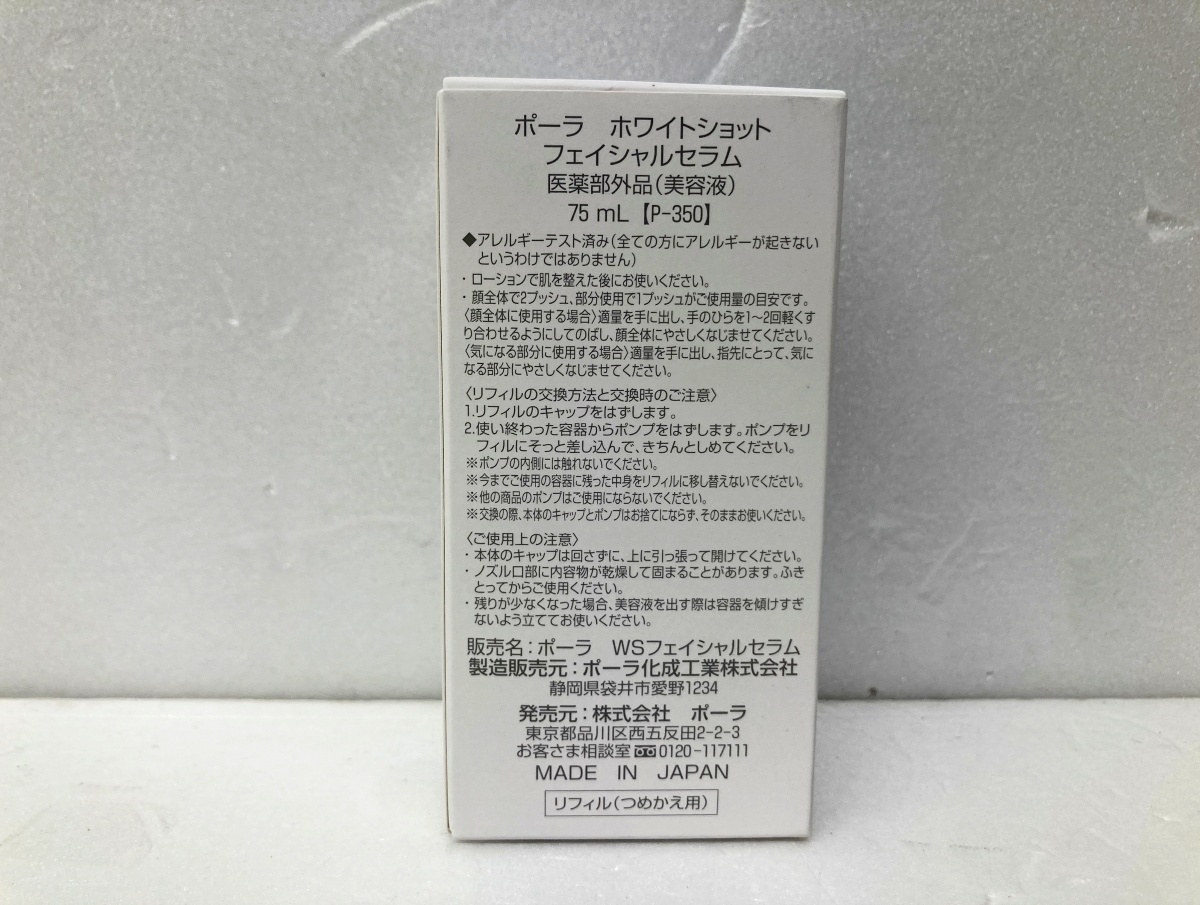 ポーラ　ホワイトショット
フェイシャルセラム
医薬部外品(美容液)
75 mL【P-350】
◆アレルギーテスト済み(全ての方にアレルギーが起きない
というわけではありません)
・ローションで肌を整えた後にお使いください。
・顔全体で2プッシュ、部分使用で1プッシュがご使用量の目安です。
〈顔全体に使用する場合〉適量を手に出し、手のひらを1〜2回軽くす
り合わせるようにしてのばし、顔全体にやさしくなじませてください。
〈気になる部分に使用する場合〉適量を手に出し、指先にとって、気に
なる部分にやさしくなじませてください。
〈リフィルの交換方法と交換時のご注意〉
1.リフィルのキャップをはずします。
2.使い終わった容器からポンプをはずします。ポンプをリ
フィルにそっと差し込んで、きちんとしめてください。
※ポンプの内側には触れないでください。
※今までご使用の容器に残った中身をリフィルに移し替えないでください。
※他の商品のポンプはご使用にならないでください。
※交換の際、本体のキャップとポンプはお捨てにならず、そのままお使いください。
〈ご使用上の注意〉
・本体のキャップは回さずに、上に引っ張って開けてください。
・ノズル口部に内容物が乾燥して固まることがあります。ふき
とってからご使用ください。
・残りが少なくなった場合、美容液を出す際は容器を傾けすぎ
ないよう立ててお使いください。
販売名：ポーラ　WSフェイシャルセラム
製造販売元：ポーラ化成工業株式会社
静岡県袋井市愛野1234
発売元：株式会社　ポーラ
東京都品川区西五反田2-2-3
お客さま相談室 0120-117111
MADE IN JAPAN
リフィル(つめかえ用)